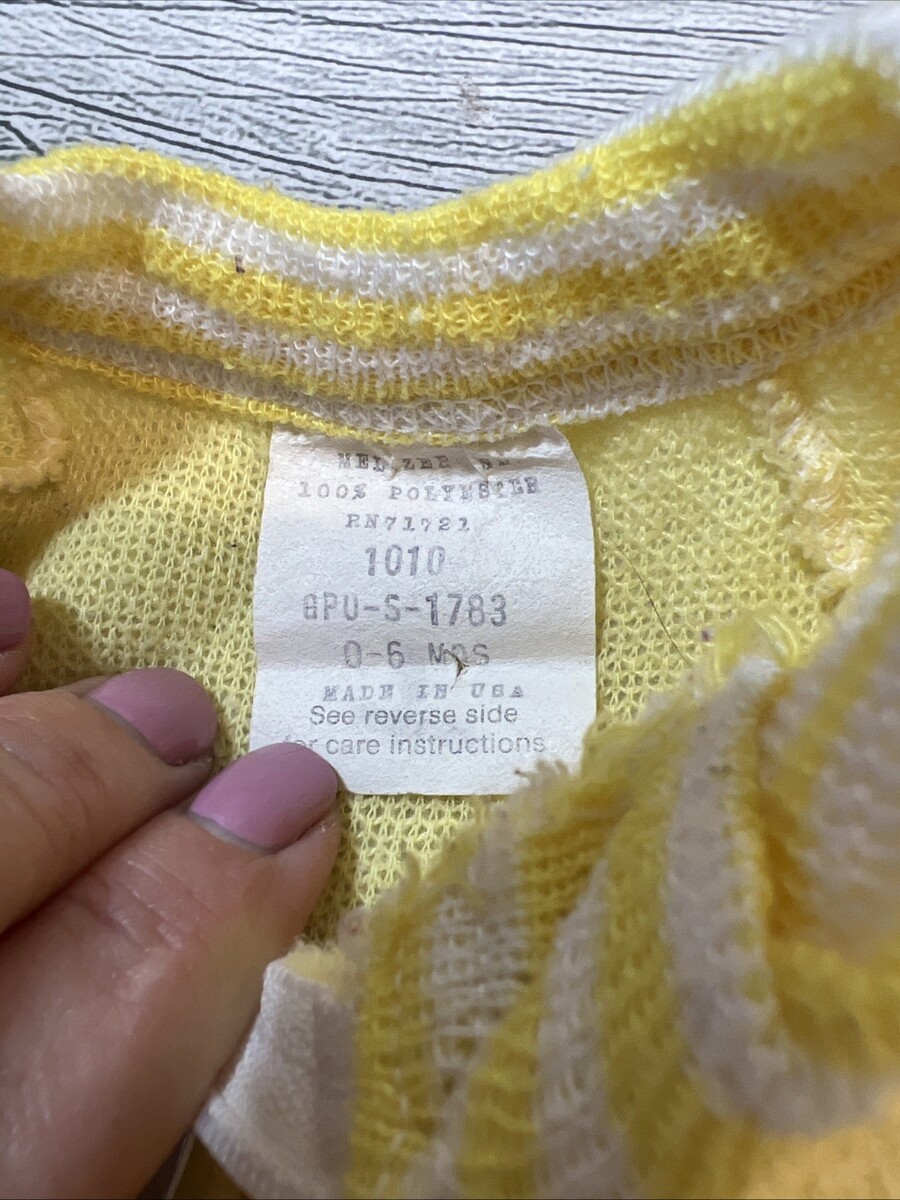 100% POLYESTER
RN71721
1010
GPU-S-1783
0-6 MOS
MADE IN USA
See reverse side
for care instructions